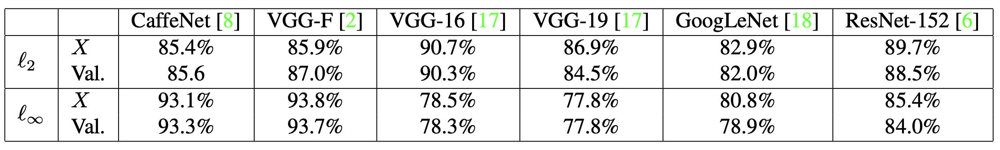 CaffeNet [8] VGG-F [2] VGG-16 [17] VGG-19 [17] GoogLeNet [18] ResNet-152 [6]
ℓ₂ X 85.4% 85.9% 90.7% 86.9% 82.9% 89.7%
Val. 85.6 87.0% 90.3% 84.5% 82.0% 88.5%
ℓ∞ X 93.1% 93.8% 78.5% 77.8% 80.8% 85.4%
Val. 93.3% 93.7% 78.3% 77.8% 78.9% 84.0%